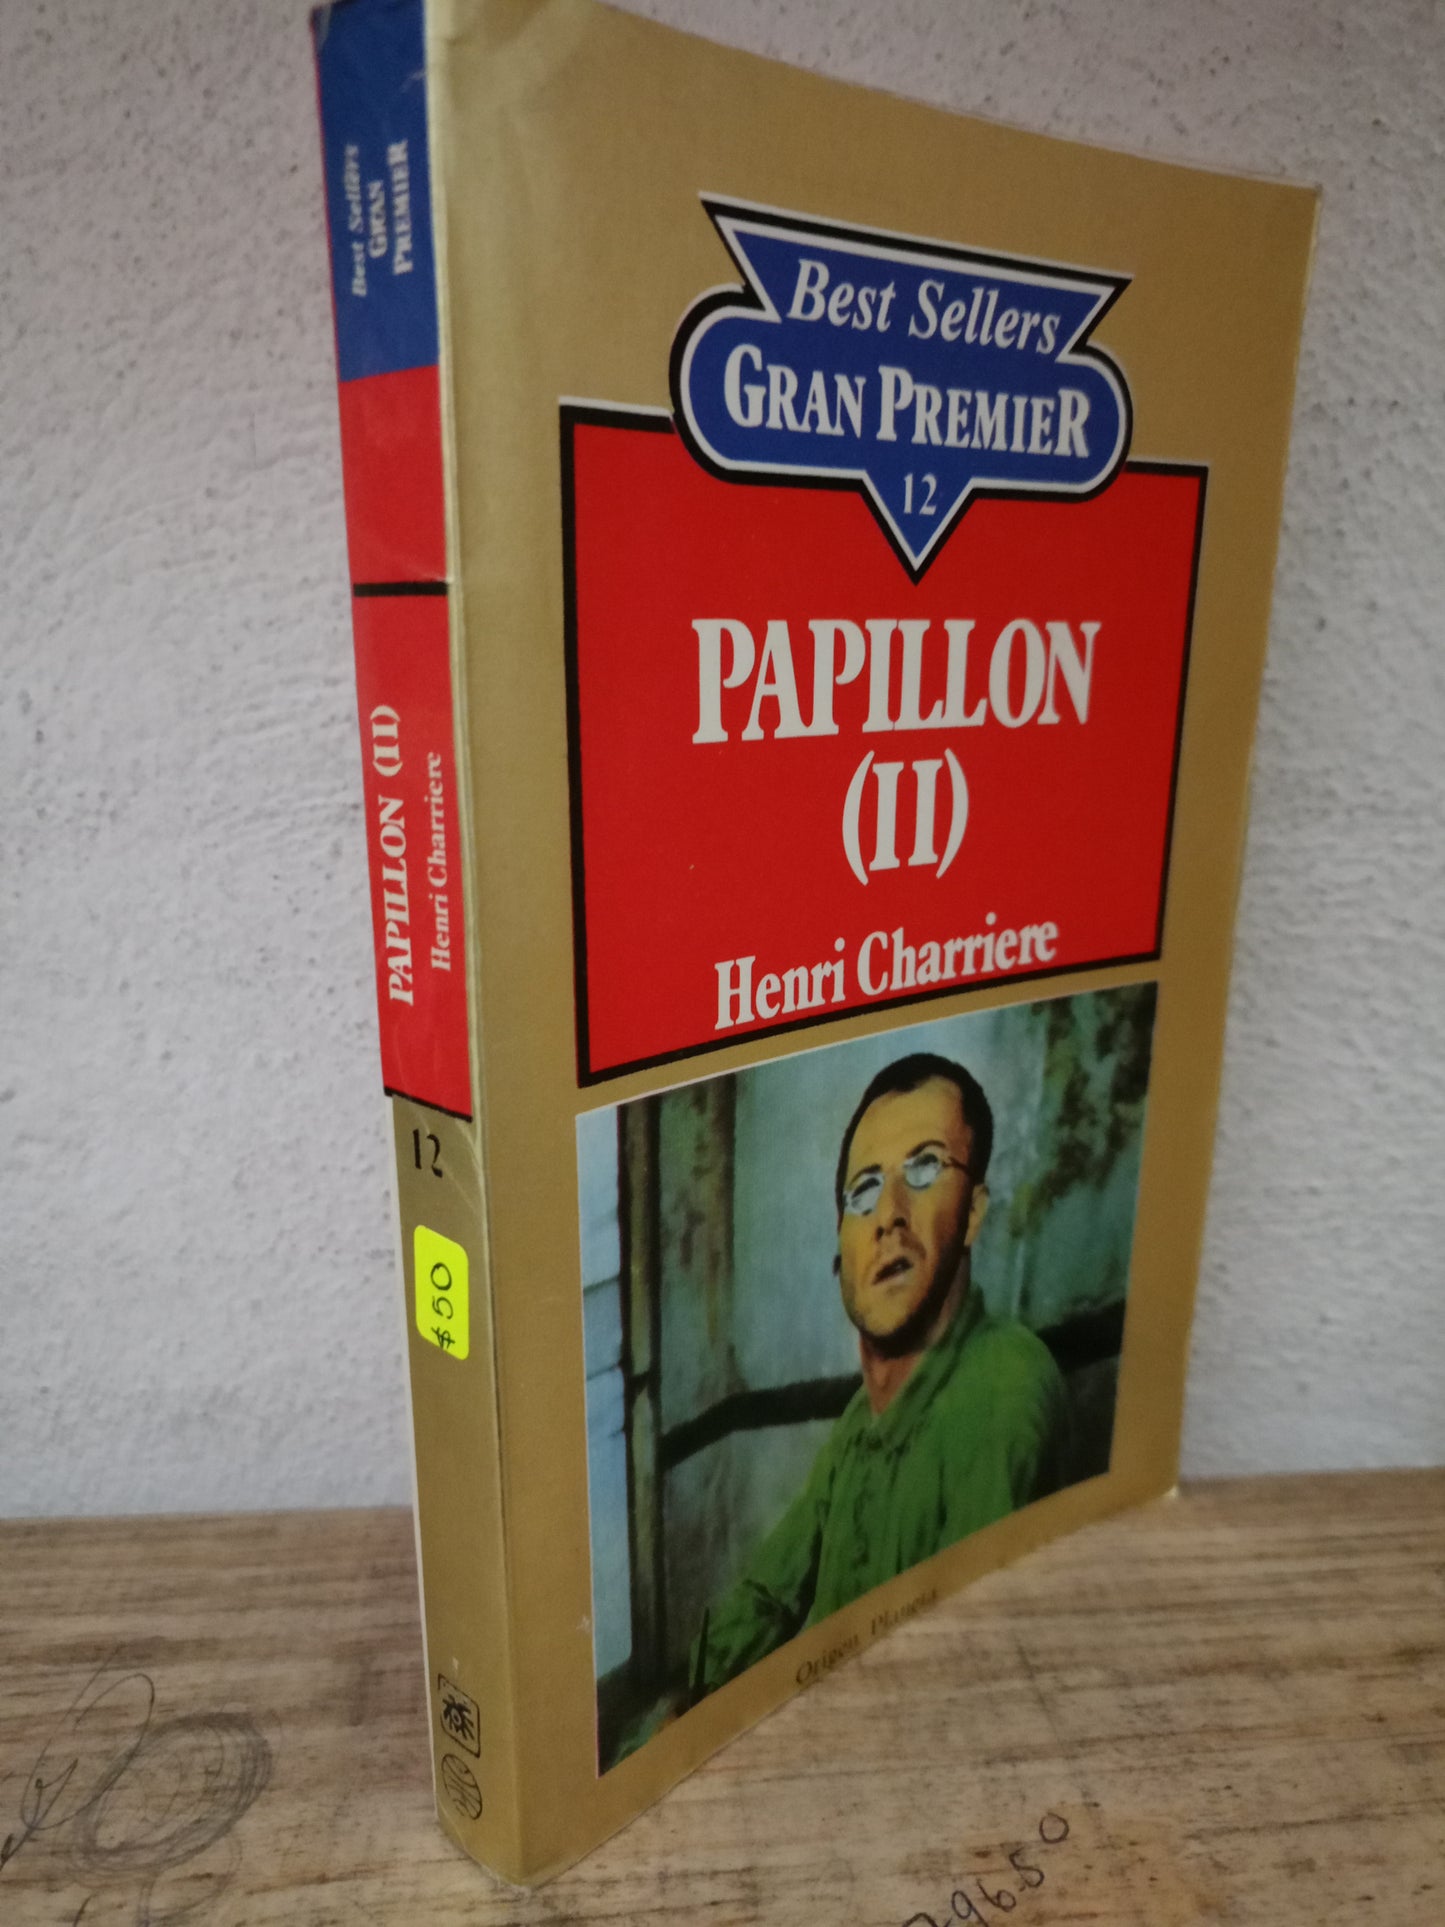 Best Sellers
GRAN
PREMIER
PAPILLON (II)
Henri Charriere
12
$50
Best Sellers
GRAN PREMIER
12
PAPILLON
(II)
Henri Charriere
Origen Planeta